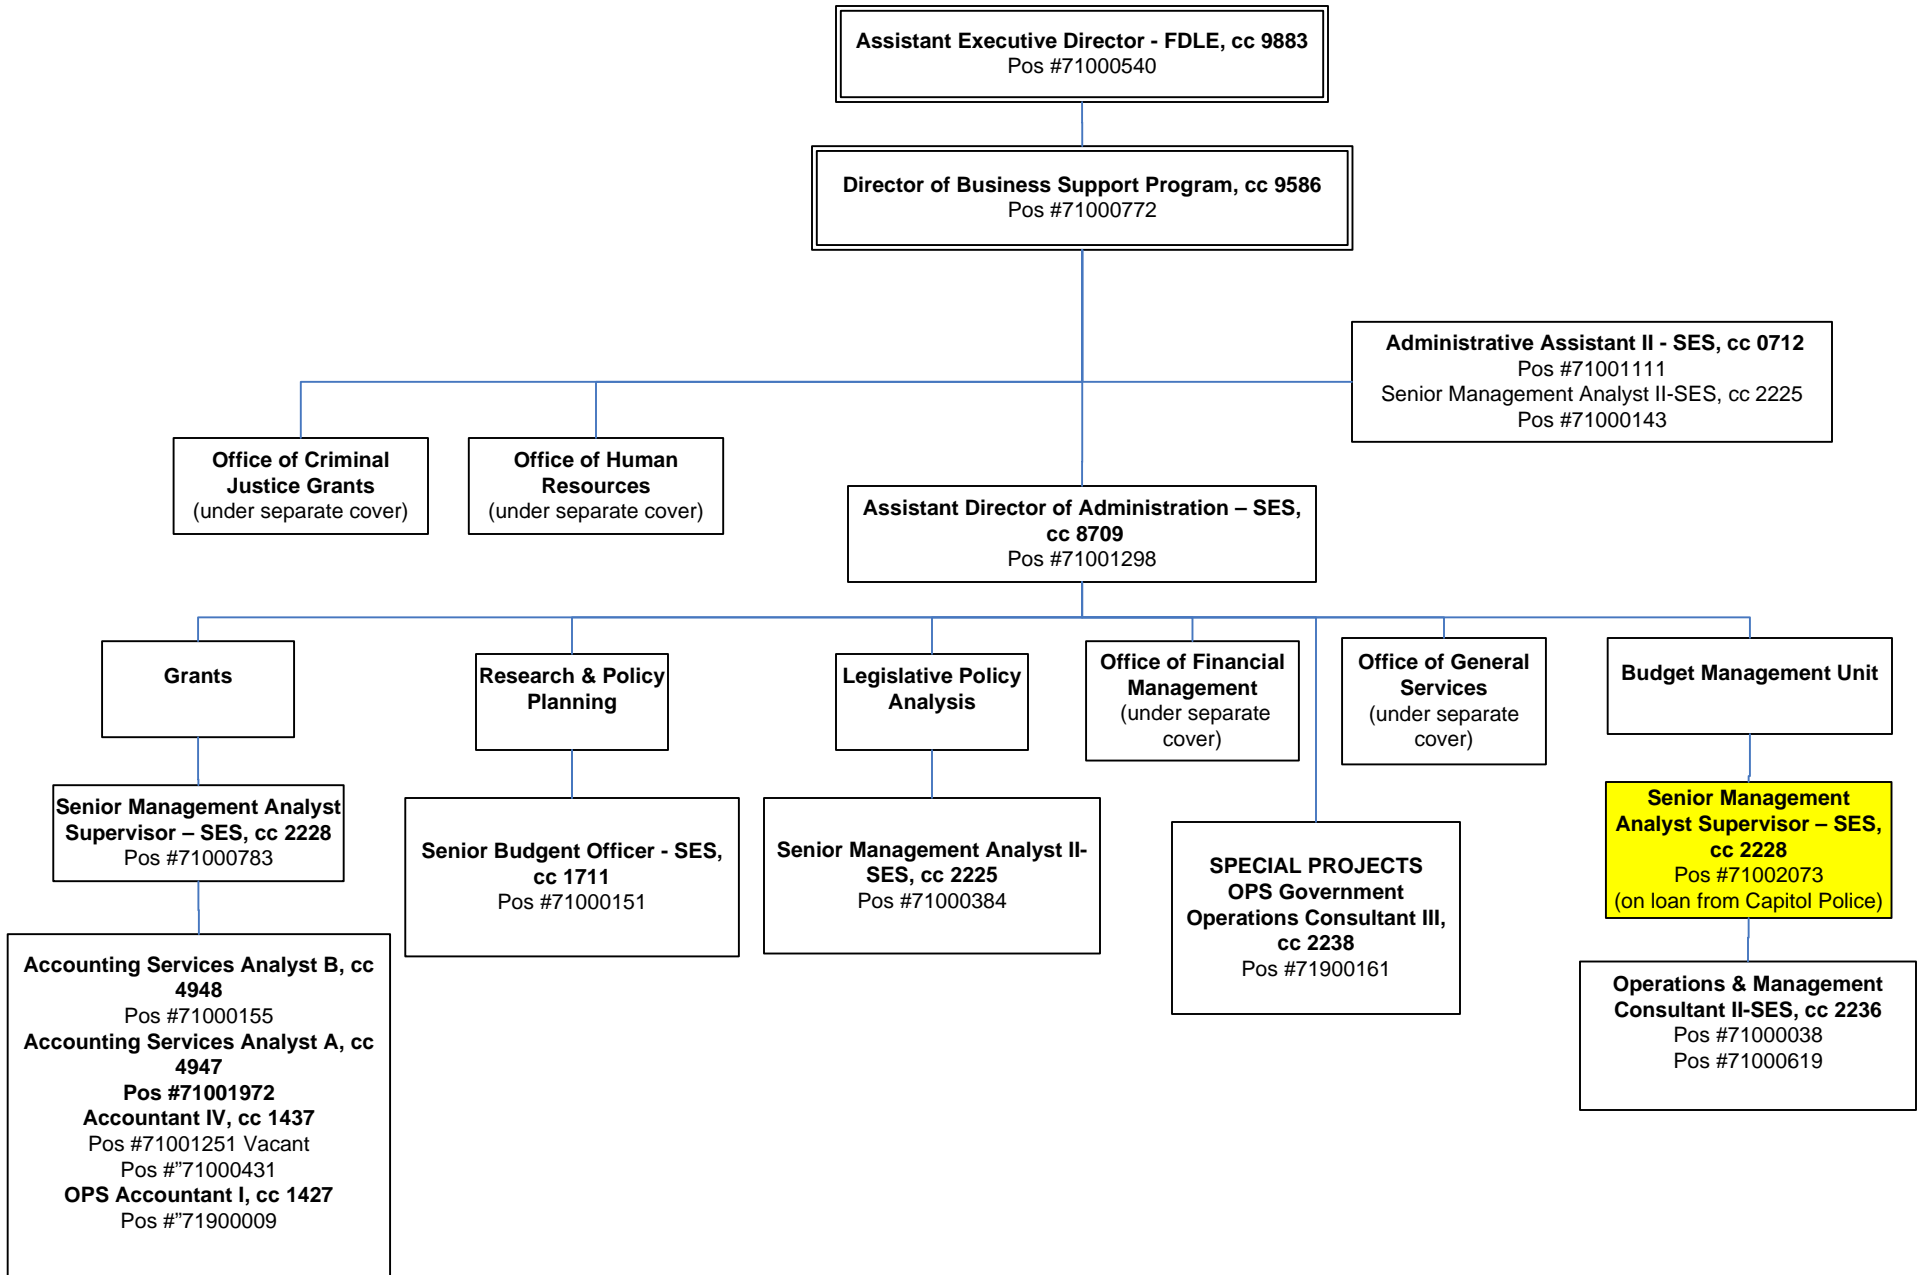 Assistant Executive Director - FDLE, cc 9883
Pos #71000540
Director of Business Support Program, cc 9586
Pos #71000772
Administrative Assistant II - SES, cc 0712
Pos #71001111
Senior Management Analyst II-SES, cc 2225
Pos #71000143
Office of Criminal
Justice Grants
(under separate cover)
Office of Human
Resources
(under separate cover)
Assistant Director of Administration – SES,
cc 8709
Pos #71001298
Grants
Research & Policy
Planning
Legislative Policy
Analysis
Office of Financial
Management
(under separate
cover)
Office of General
Services
(under separate
cover)
Budget Management Unit
Senior Management Analyst
Supervisor – SES, cc 2228
Pos #71000783
Senior Budgent Officer - SES,
cc 1711
Pos #71000151
Senior Management Analyst II-
SES, cc 2225
Pos #71000384
SPECIAL PROJECTS
OPS Government
Operations Consultant III,
cc 2238
Pos #71900161
Senior Management
Analyst Supervisor – SES,
cc 2228
Pos #71002073
(on loan from Capitol Police)
Accounting Services Analyst B, cc
4948
Pos #71000155
Accounting Services Analyst A, cc
4947
Pos #71001972
Accountant IV, cc 1437
Pos #71001251 Vacant
Pos #”71000431
OPS Accountant I, cc 1427
Pos #”71900009
Operations & Management
Consultant II-SES, cc 2236
Pos #71000038
Pos #71000619